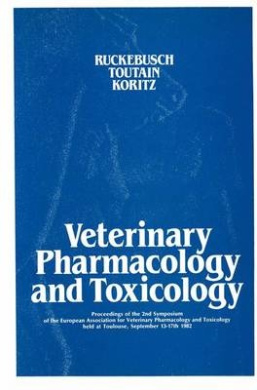 RUCKEBUSCH
TOUTAIN
KORITZ
Veterinary
Pharmacology
and Toxicology
Proceedings of the 2nd Symposium
of the European Association for Veterinary Pharmacology and Toxicology
held at Toulouse, September 13-17th 1982